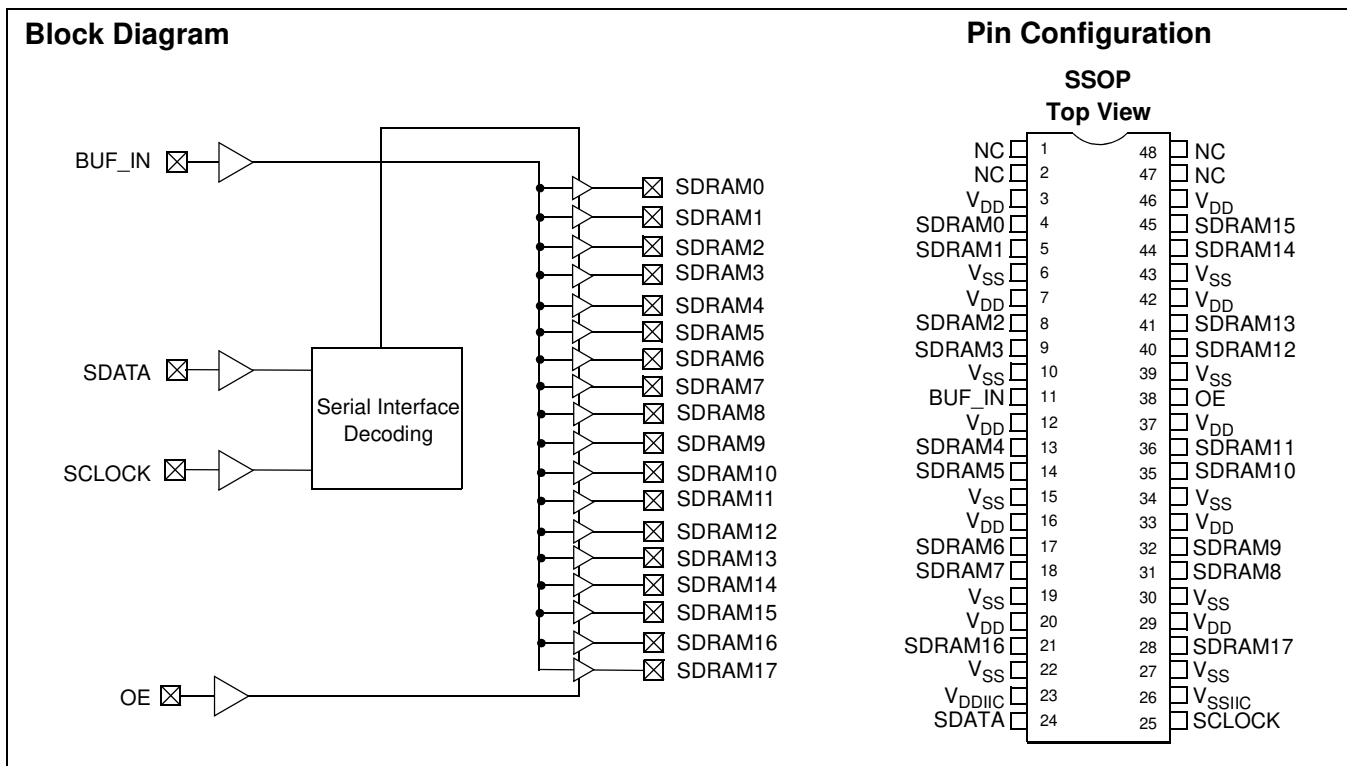 Block Diagram
BUF_IN
SDATA
SCLOCK
OE
Serial Interface
Decoding
SDRAM0
SDRAM1
SDRAM2
SDRAM3
SDRAM4
SDRAM5
SDRAM6
SDRAM7
SDRAM8
SDRAM9
SDRAM10
SDRAM11
SDRAM12
SDRAM13
SDRAM14
SDRAM15
SDRAM16
SDRAM17
Pin Configuration
SSOP
Top View
NC 1 48 NC
NC 2 47 NC
VDD 3 46 VDD
SDRAM0 4 45 SDRAM15
SDRAM1 5 44 SDRAM14
VSS 6 43 VSS
VDD 7 42 VDD
SDRAM2 8 41 SDRAM13
SDRAM3 9 40 SDRAM12
VSS 10 39 VSS
BUF_IN 11 38 OE
VDD 12 37 VDD
SDRAM4 13 36 SDRAM11
SDRAM5 14 35 SDRAM10
VSS 15 34 VSS
VDD 16 33 VDD
SDRAM6 17 32 SDRAM9
SDRAM7 18 31 SDRAM8
VSS 19 30 VSS
VDD 20 29 VDD
SDRAM16 21 28 SDRAM17
VSS 22 27 VSS
VDDIIC 23 26 VSSIIC
SDATA 24 25 SCLOCK